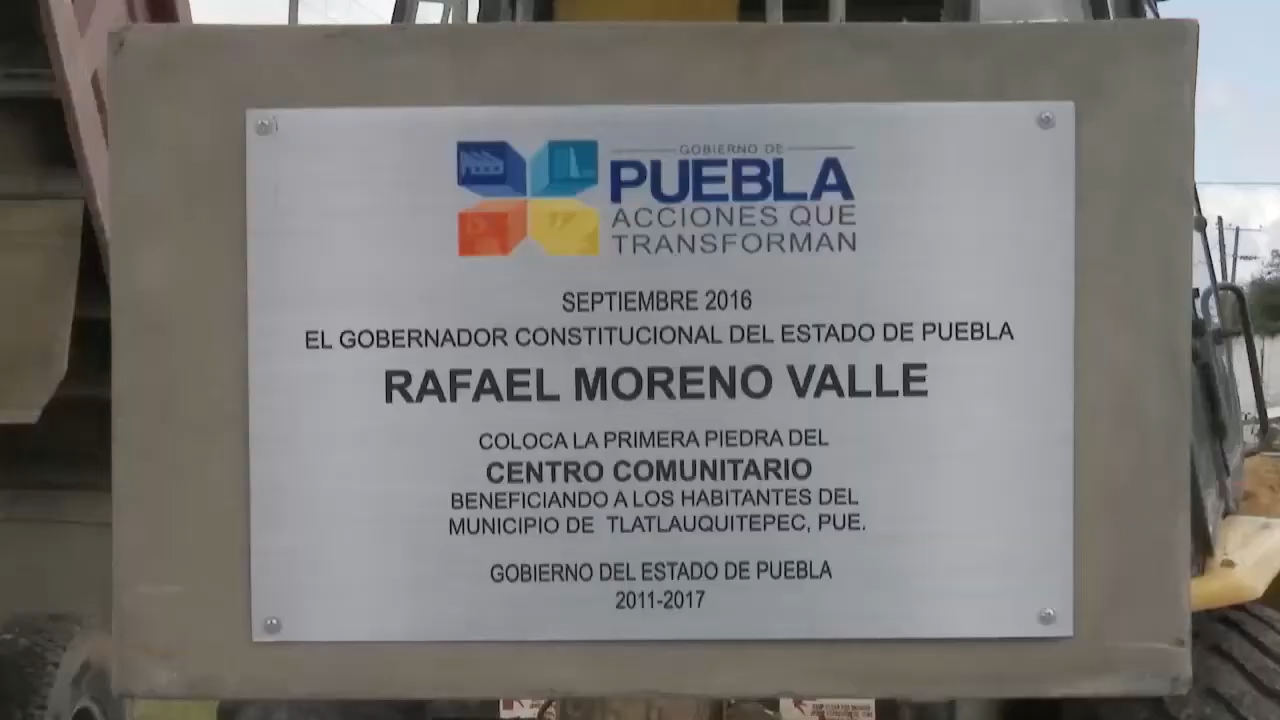 GOBIERNO DE
PUEBLA
ACCIONES QUE
TRANSFORMAN
SEPTIEMBRE 2016
EL GOBERNADOR CONSTITUCIONAL DEL ESTADO DE PUEBLA
RAFAEL MORENO VALLE
COLOCA LA PRIMERA PIEDRA DEL
CENTRO COMUNITARIO
BENEFICIANDO A LOS HABITANTES DEL
MUNICIPIO DE TLATLAUQUITEPEC, PUE.
GOBIERNO DEL ESTADO DE PUEBLA
2011-2017